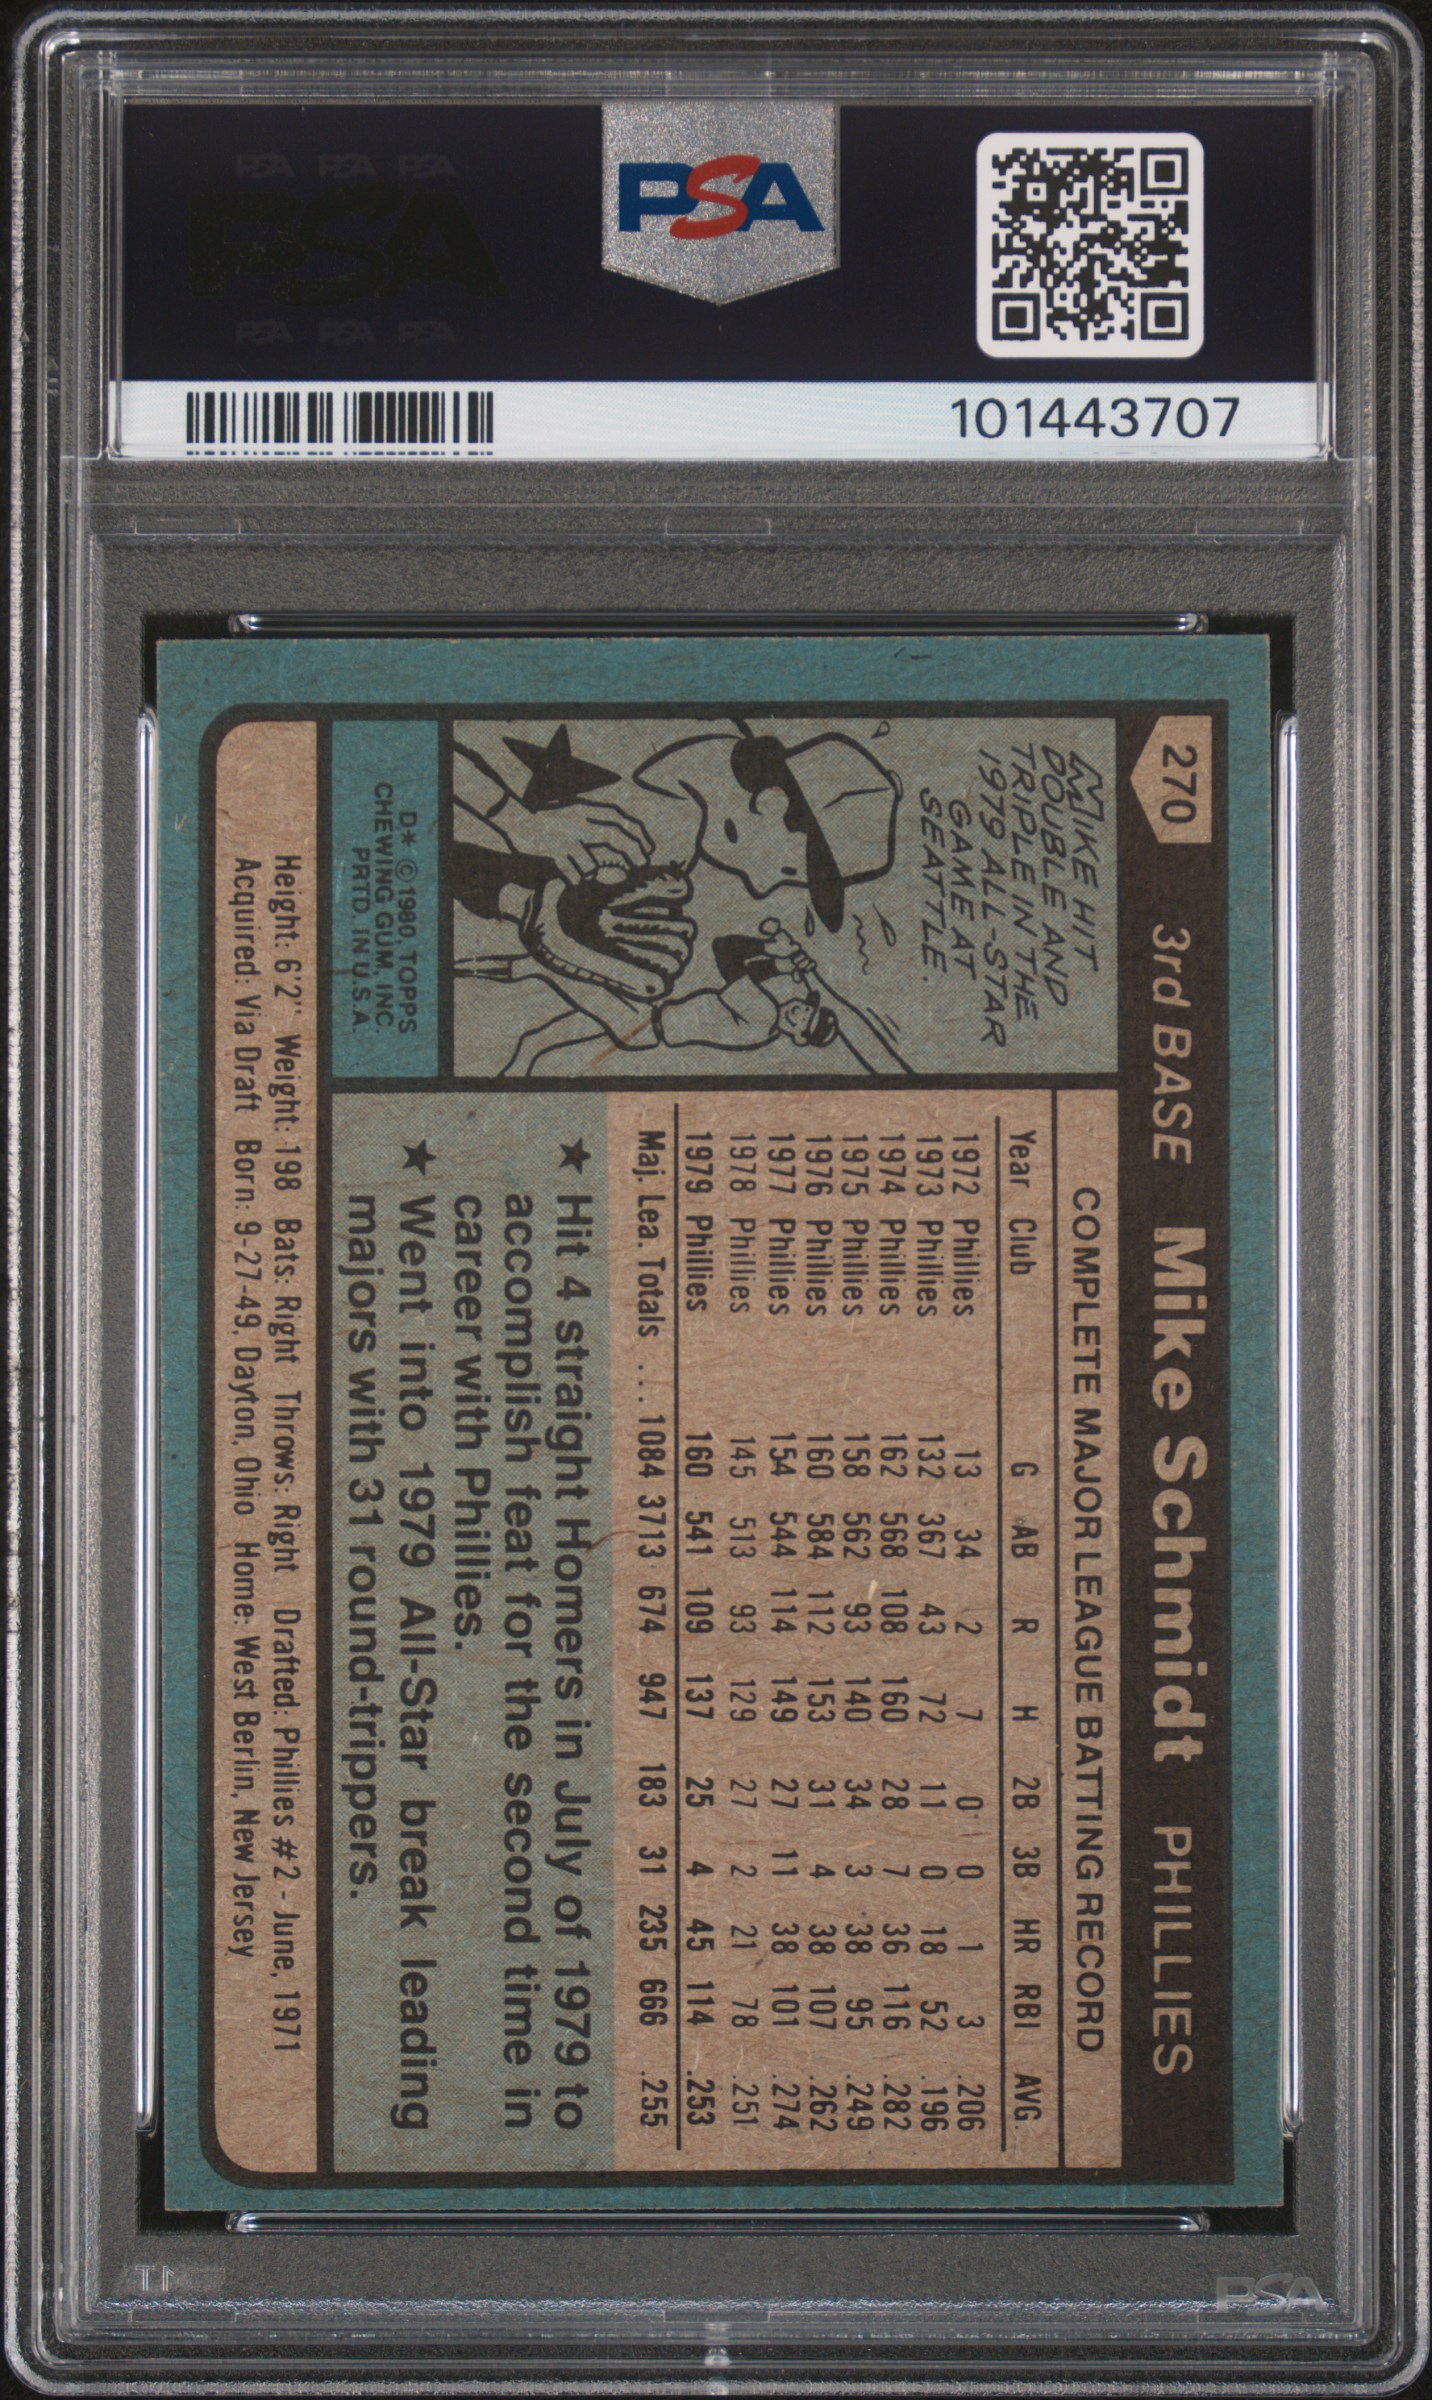 PSA PSA PSA
PSA
PSA PSA PSA
PSA
101443707
270 3rd BASE Mike Schmidt PHILLIES
MIKE HIT
DOUBLE AND
TRIPLE IN THE
1979 ALL-STAR
GAME AT
SEATTLE.
D* © 1980, TOPPS
CHEWING GUM, INC.
PRTD. IN U.S.A.
COMPLETE MAJOR LEAGUE BATTING RECORD
Year Club G AB R H 2B 3B HR RBI AVG.
1972 Phillies 13 34 2 7 0 0 1 3 .206
1973 Phillies 132 367 43 72 11 0 18 52 .196
1974 Phillies 162 568 108 160 28 7 36 116 .282
1975 Phillies 158 562 93 140 34 3 38 95 .249
1976 Phillies 160 584 112 153 31 4 38 107 .262
1977 Phillies 154 544 114 149 27 11 38 101 .274
1978 Phillies 145 513 93 129 27 2 21 78 .251
1979 Phillies 160 541 109 137 25 4 45 114 .253
Maj. Lea. Totals .... 1084 3713 674 947 183 31 235 666 .255
★ Hit 4 straight Homers in July of 1979 to
accomplish feat for the second time in
career with Phillies.
★ Went into 1979 All-Star break leading
majors with 31 round-trippers.
Height: 6'2" Weight: 198 Bats: Right Throws: Right Drafted: Phillies #2 - June, 1971
Acquired: Via Draft Born: 9-27-49, Dayton, Ohio Home: West Berlin, New Jersey
PSA